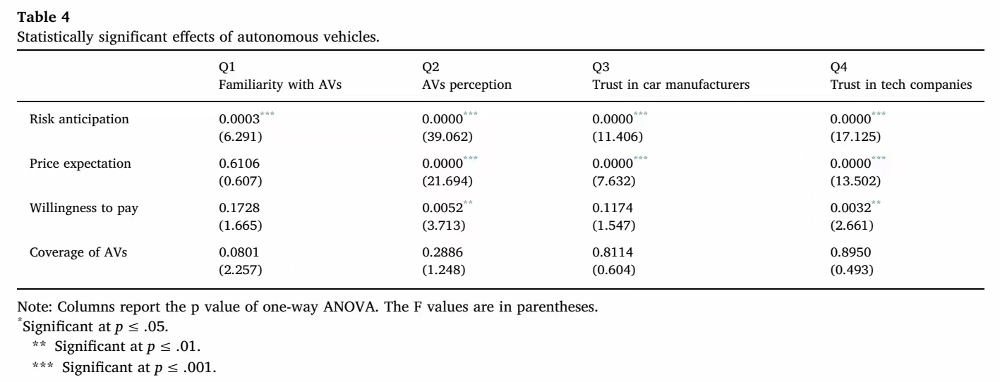 Table 4
Statistically significant effects of autonomous vehicles.
Q1 Q2 Q3 Q4
Familiarity with AVs AVs perception Trust in car manufacturers Trust in tech companies
Risk anticipation 0.0003*** 0.0000*** 0.0000*** 0.0000***
(6.291) (39.062) (11.406) (17.125)
Price expectation 0.6106 0.0000*** 0.0000*** 0.0000***
(0.607) (21.694) (7.632) (13.502)
Willingness to pay 0.1728 0.0052** 0.1174 0.0032**
(1.665) (3.713) (1.547) (2.661)
Coverage of AVs 0.0801 0.2886 0.8114 0.8950
(2.257) (1.248) (0.604) (0.493)
Note: Columns report the p value of one-way ANOVA. The F values are in parentheses.
*Significant at p ≤ .05.
** Significant at p ≤ .01.
*** Significant at p ≤ .001.